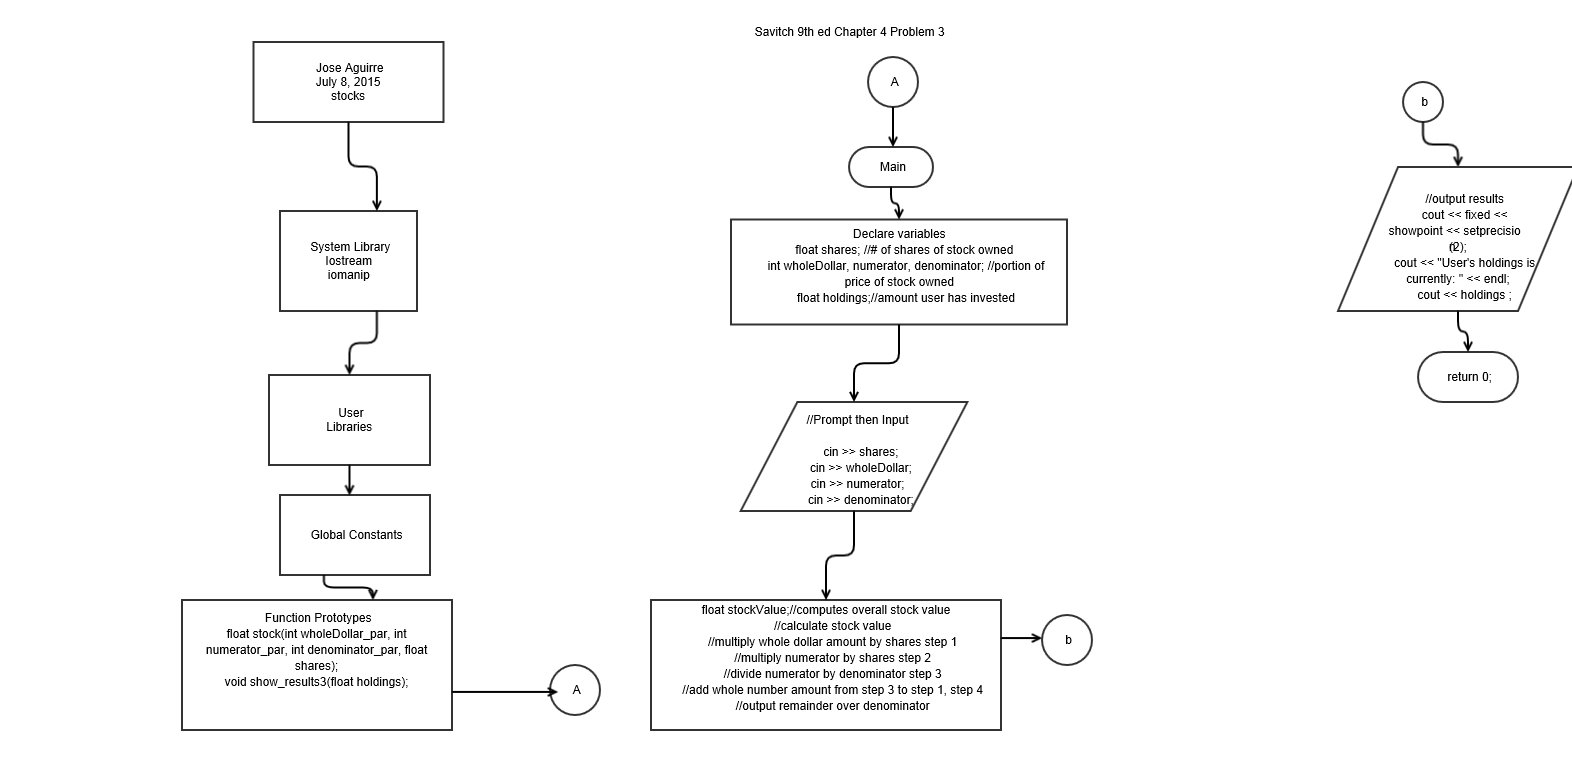 Jose Aguirre
July 8, 2015
stocks
System Library
Iostream
iomanip
User
Libraries
Global Constants
Function Prototypes
float stock(int wholeDollar_par, int
numerator_par, int denominator_par, float
shares);
void show_results3(float holdings);
A
Savitch 9th ed Chapter 4 Problem 3
A
Main
Declare variables
float shares; //# of shares of stock owned
int wholeDollar, numerator, denominator; //portion of
price of stock owned
float holdings;//amount user has invested
//Prompt then Input
cin >> shares;
cin >> wholeDollar;
cin >> numerator;
cin >> denominator;
float stockValue;//computes overall stock value
//calculate stock value
//multiply whole dollar amount by shares step 1
//multiply numerator by shares step 2
//divide numerator by denominator step 3
//add whole number amount from step 3 to step 1, step 4
//output remainder over denominator
b
b
//output results
cout << fixed <<
showpoint << setprecisio
n(2);
cout << "User's holdings is
currently: " << endl;
cout << holdings ;
return 0;